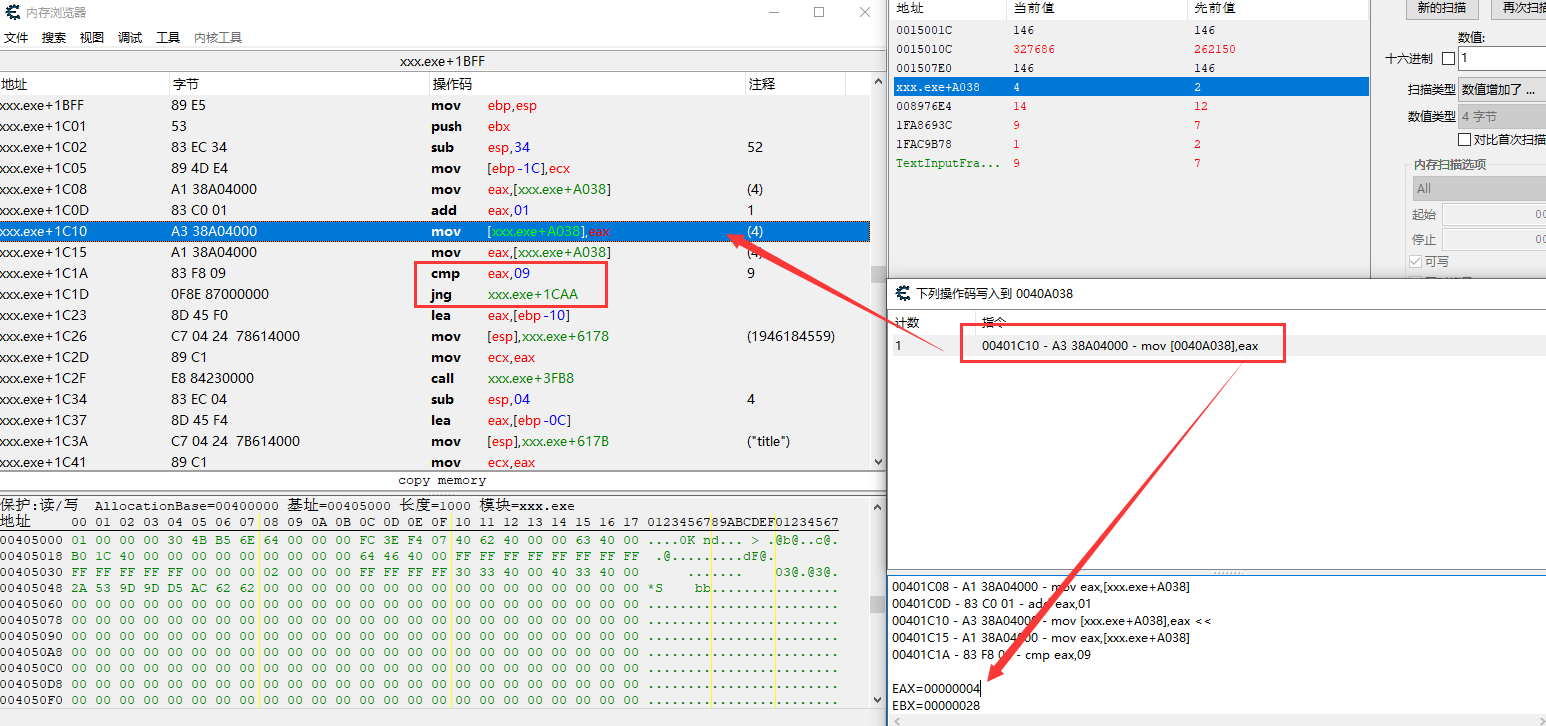 内存浏览器
文件 搜索 视图 调试 工具 内核工具
xxx.exe+1BFF
地址 字节 操作码 注释
xxx.exe+1BFF 89 E5 mov ebp,esp
xxx.exe+1C01 53 push ebx
xxx.exe+1C02 83 EC 34 sub esp,34 52
xxx.exe+1C05 89 4D E4 mov [ebp-1C],ecx
xxx.exe+1C08 A1 38A04000 mov eax,[xxx.exe+A038] (4)
xxx.exe+1C0D 83 C0 01 add eax,01 1
xxx.exe+1C10 A3 38A04000 mov [xxx.exe+A038],eax (4)
xxx.exe+1C15 A1 38A04000 mov eax,[xxx.exe+A038] (4)
xxx.exe+1C1A 83 F8 09 cmp eax,09 9
xxx.exe+1C1D 0F8E 87000000 jng xxx.exe+1CAA
xxx.exe+1C23 8D 45 F0 lea eax,[ebp-10]
xxx.exe+1C26 C7 04 24 78614000 mov [esp],xxx.exe+6178 (1946184559)
xxx.exe+1C2D 89 C1 mov ecx,eax
xxx.exe+1C2F E8 84230000 call xxx.exe+3FB8
xxx.exe+1C34 83 EC 04 sub esp,04 4
xxx.exe+1C37 8D 45 F4 lea eax,[ebp-0C]
xxx.exe+1C3A C7 04 24 7B614000 mov [esp],xxx.exe+617B ("title")
xxx.exe+1C41 89 C1 mov ecx,eax
copy memory
保护:读/写 AllocationBase=00400000 基址=00405000 长度=1000 模块=xxx.exe
地址 00 01 02 03 04 05 06 07 08 09 0A 0B 0C 0D 0E 0F 10 11 12 13 14 15 16 17 0123456789ABCDEF01234567
00405000 01 00 00 00 30 4B B5 6E 64 00 00 00 FC 3E F4 07 40 62 40 00 00 63 40 00 ....0K nd... > .@b@..c@.
00405018 B0 1C 40 00 00 00 00 00 00 00 00 00 64 46 40 00 FF FF FF FF FF FF FF FF .@.........dF@.
00405030 FF FF FF FF FF 00 00 00 02 00 00 00 FF FF FF FF 30 33 40 00 40 33 40 00 ....... 03@.@3@.
00405048 2A 53 9D 9D D5 AC 62 62 00 00 00 00 00 00 00 00 00 00 00 00 00 00 00 00 *S bb................
00405060 00 00 00 00 00 00 00 00 00 00 00 00 00 00 00 00 00 00 00 00 00 00 00 00 ........................
00405078 00 00 00 00 00 00 00 00 00 00 00 00 00 00 00 00 00 00 00 00 00 00 00 00 ........................
00405090 00 00 00 00 00 00 00 00 00 00 00 00 00 00 00 00 00 00 00 00 00 00 00 00 ........................
004050A8 00 00 00 00 00 00 00 00 00 00 00 00 00 00 00 00 00 00 00 00 00 00 00 00 ........................
004050C0 00 00 00 00 00 00 00 00 00 00 00 00 00 00 00 00 00 00 00 00 00 00 00 00 ........................
004050D8 00 00 00 00 00 00 00 00 00 00 00 00 00 00 00 00 00 00 00 00 00 00 00 00 ........................
004050F0 00 00 00 00 00 00 00 00 00 00 00 00 00 00 00 00 00 00 00 00 00 00 00 00 ........................
地址 当前值 先前值
0015001C 146 146
0015010C 327686 262150
001507E0 146 146
xxx.exe+A038 4 2
008976E4 14 12
1FA8693C 9 7
1FAC9B78 1 2
TextInputFra... 9 7
新的扫描 再次扫描
数值:
十六进制 1
扫描类型 数值增加了 ...
数值类型 4 字节
对比首次扫描
内存扫描选项
All
起始 00
停止 00
可写
下列操作码写入到 0040A038
计数 指令
1 00401C10 - A3 38A04000 - mov [0040A038],eax
00401C08 - A1 38A04000 - mov eax,[xxx.exe+A038]
00401C0D - 83 C0 01 - add eax,01
00401C10 - A3 38A04000 - mov [xxx.exe+A038],eax <<
00401C15 - A1 38A04000 - mov eax,[xxx.exe+A038]
00401C1A - 83 F8 09 - cmp eax,09
EAX=00000004
EBX=00000028